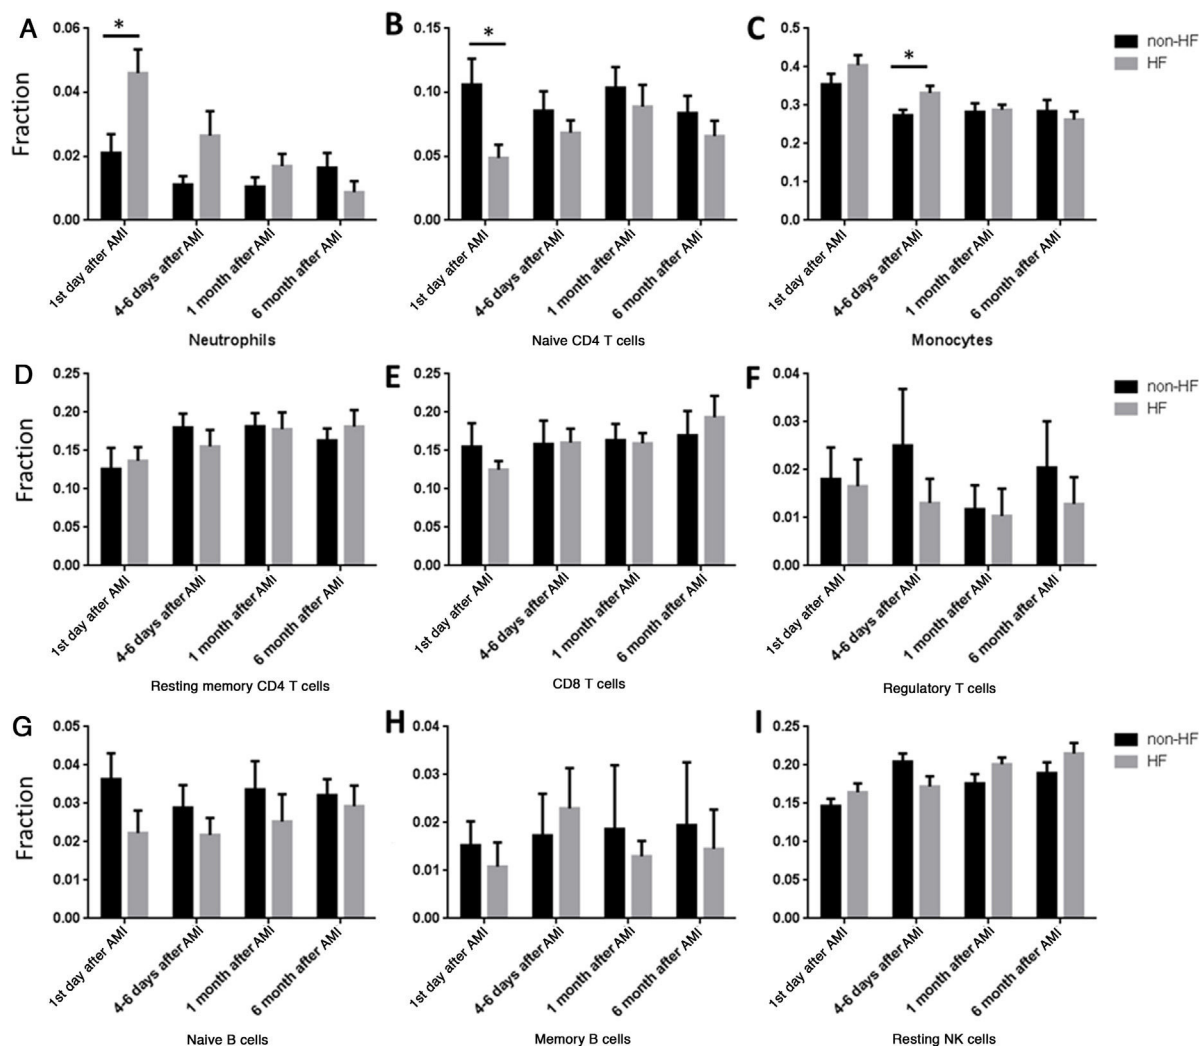 A
B
C
non-HF
HF
*
*
*
Fraction
0.06
0.04
0.02
0.00
0.15
0.10
0.05
0.00
0.5
0.4
0.3
0.2
0.1
0.0
1st day after AMI
4-6 days after AMI
1 month after AMI
6 month after AMI
1st day after AMI
4-6 days after AMI
1 month after AMI
6 month after AMI
1st day after AMI
4-6 days after AMI
1 month after AMI
6 month after AMI
Neutrophils
Naive CD4 T cells
Monocytes
D
E
F
non-HF
HF
Fraction
0.25
0.20
0.15
0.10
0.05
0.00
0.25
0.20
0.15
0.10
0.05
0.00
0.04
0.03
0.02
0.01
0.00
1st day after AMI
4-6 days after AMI
1 month after AMI
6 month after AMI
1st day after AMI
4-6 days after AMI
1 month after AMI
6 month after AMI
1st day after AMI
4-6 days after AMI
1 month after AMI
6 month after AMI
Resting memory CD4 T cells
CD8 T cells
Regulatory T cells
G
H
I
non-HF
HF
Fraction
0.05
0.04
0.03
0.02
0.01
0.00
0.04
0.03
0.02
0.01
0.00
0.25
0.20
0.15
0.10
0.05
0.00
1st day after AMI
4-6 days after AMI
1 month after AMI
6 month after AMI
1st day after AMI
4-6 days after AMI
1 month after AMI
6 month after AMI
1st day after AMI
4-6 days after AMI
1 month after AMI
6 month after AMI
Naive B cells
Memory B cells
Resting NK cells